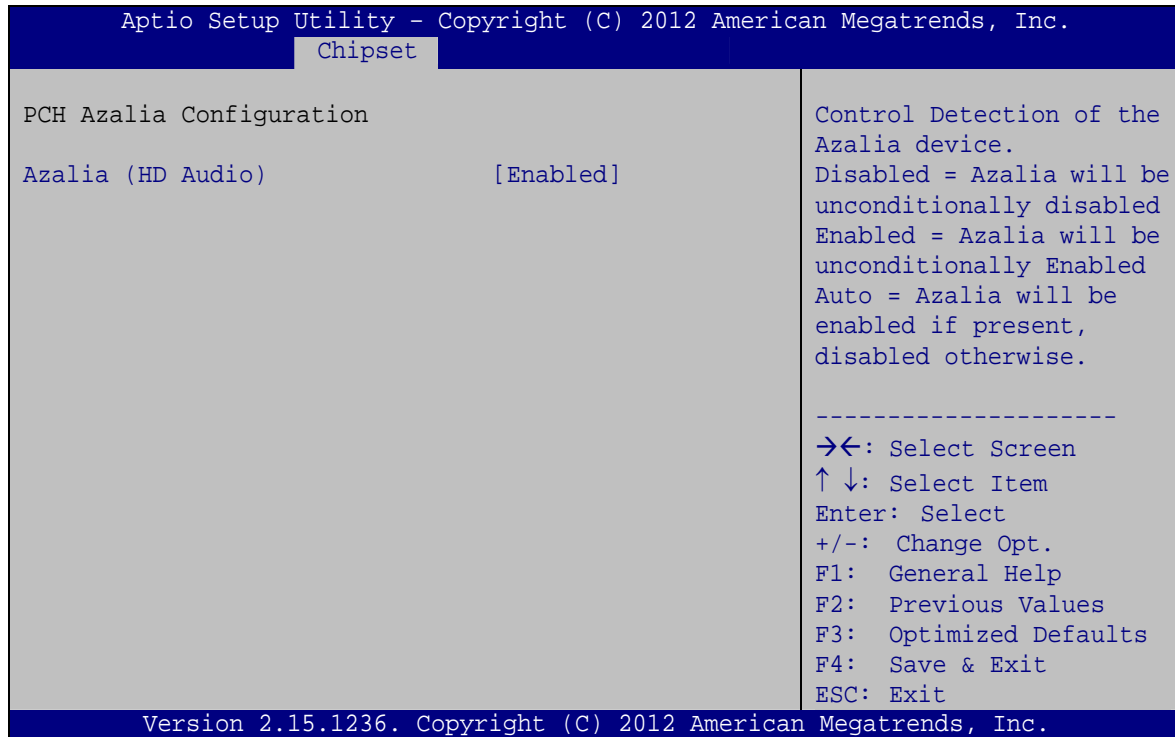 Aptio Setup Utility – Copyright (C) 2012 American Megatrends, Inc.
Chipset
PCH Azalia Configuration
Azalia (HD Audio) [Enabled]
Control Detection of the
Azalia device.
Disabled = Azalia will be
unconditionally disabled
Enabled = Azalia will be
unconditionally Enabled
Auto = Azalia will be
enabled if present,
disabled otherwise.
---------------------
→←: Select Screen
↑ ↓: Select Item
Enter: Select
+/-: Change Opt.
F1: General Help
F2: Previous Values
F3: Optimized Defaults
F4: Save & Exit
ESC: Exit
Version 2.15.1236. Copyright (C) 2012 American Megatrends, Inc.